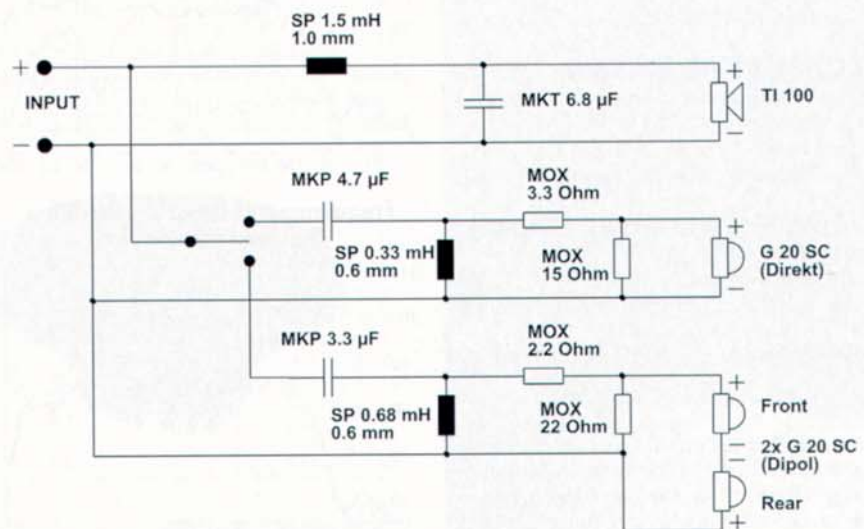 SP 1.5 mH
1.0 mm
+
INPUT
–
MKT 6.8 µF
+
TI 100
–
MKP 4.7 µF
MOX
3.3 Ohm
SP 0.33 mH
0.6 mm
MOX
15 Ohm
+
G 20 SC
(Direkt)
–
MKP 3.3 µF
MOX
2.2 Ohm
SP 0.68 mH
0.6 mm
MOX
22 Ohm
+
Front
–
2x G 20 SC
–
(Dipol)
Rear
+